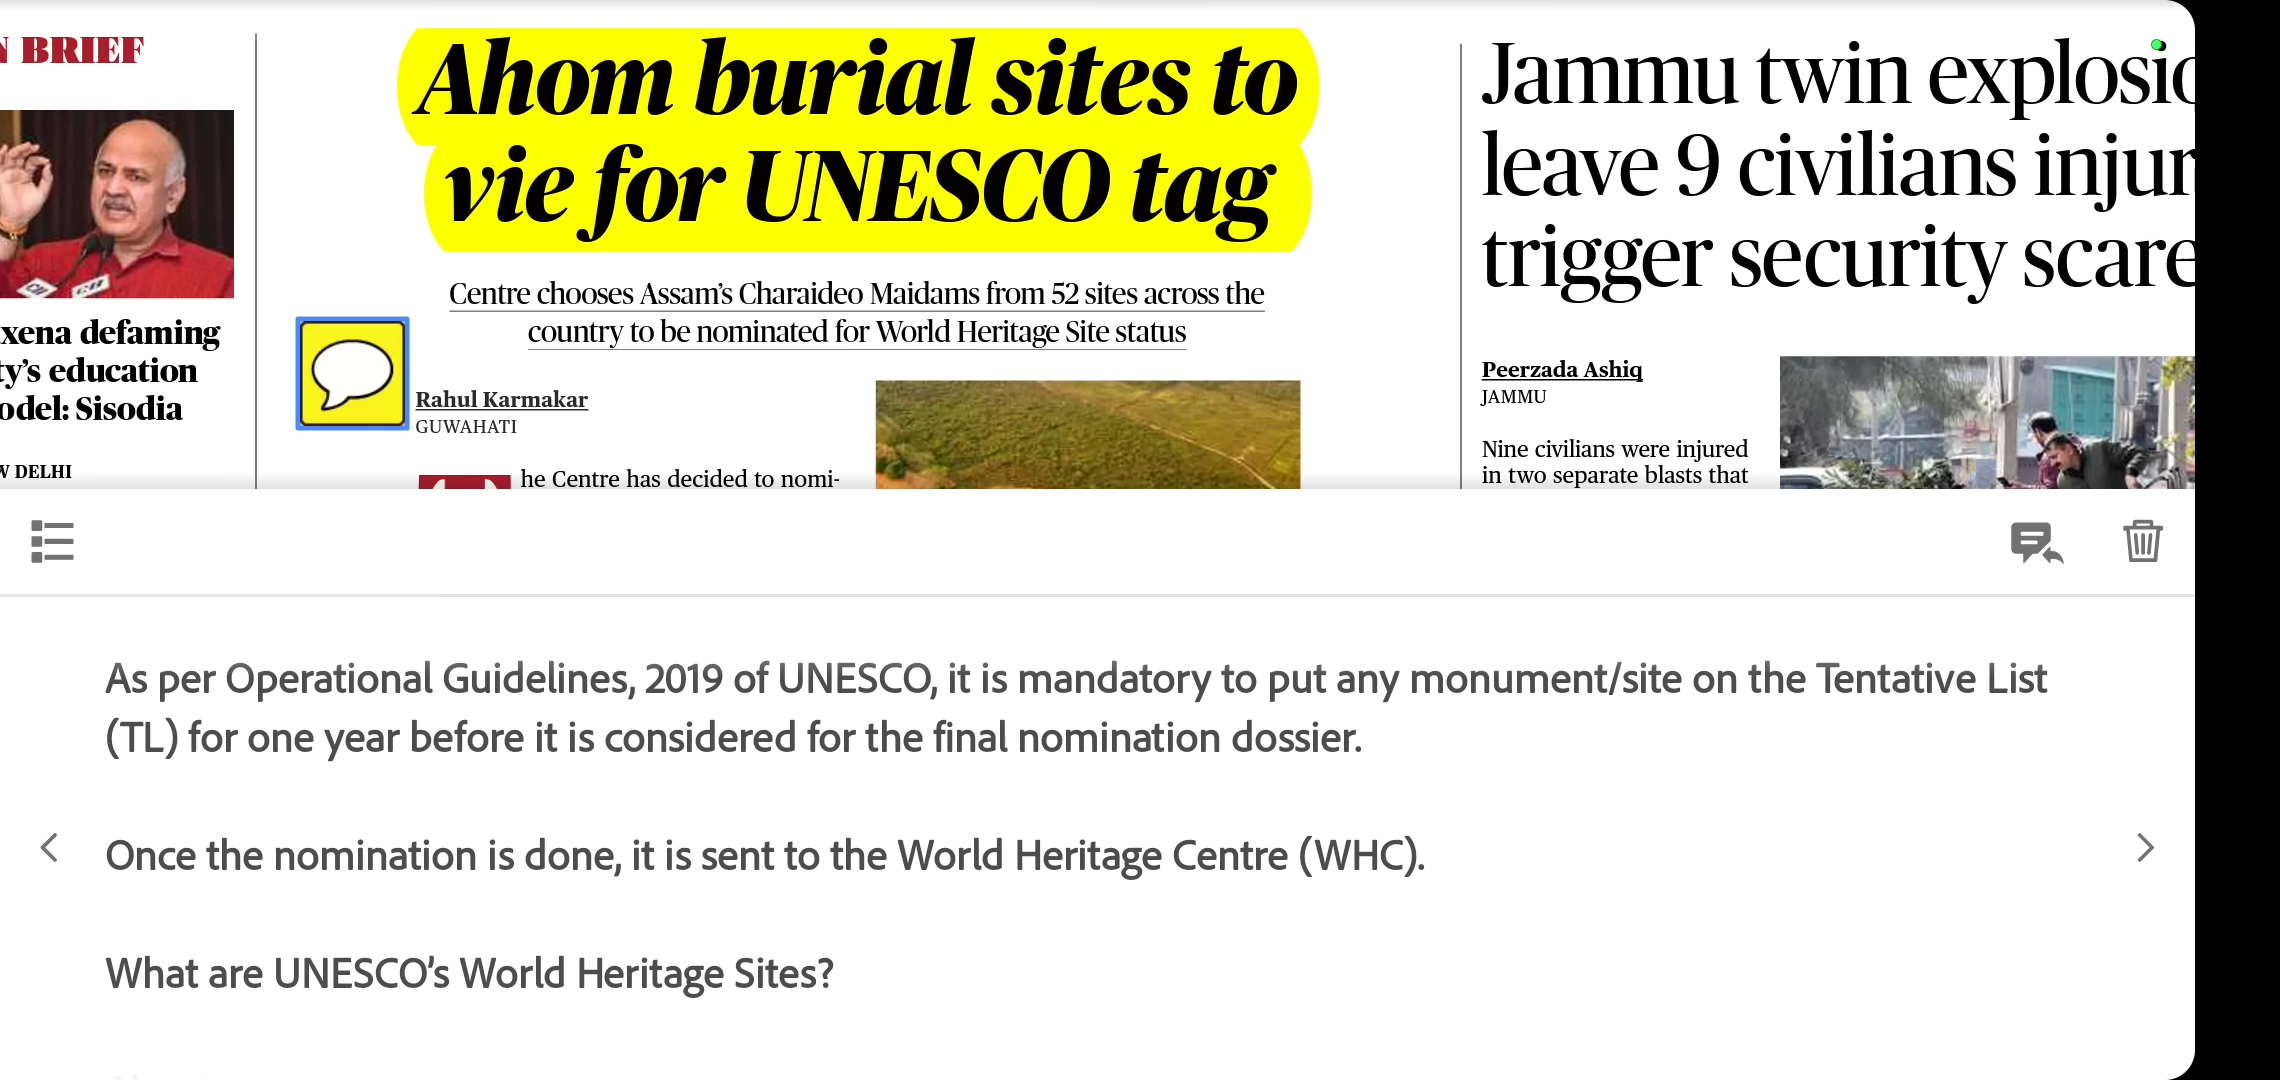 BRIEF
xena defaming
ty's education
odel: Sisodia
W DELHI
Ahom burial sites to
vie for UNESCO tag
Centre chooses Assam's Charaideo Maidams from 52 sites across the
country to be nominated for World Heritage Site status
Rahul Karmakar
GUWAHATI
he Centre has decided to nomi-
Jammu twin explosio
leave 9 civilians injur
trigger security scare
Peerzada Ashiq
JAMMU
Nine civilians were injured
in two separate blasts that
As per Operational Guidelines, 2019 of UNESCO, it is mandatory to put any monument/site on the Tentative List
(TL) for one year before it is considered for the final nomination dossier.
Once the nomination is done, it is sent to the World Heritage Centre (WHC).
What are UNESCO's World Heritage Sites?